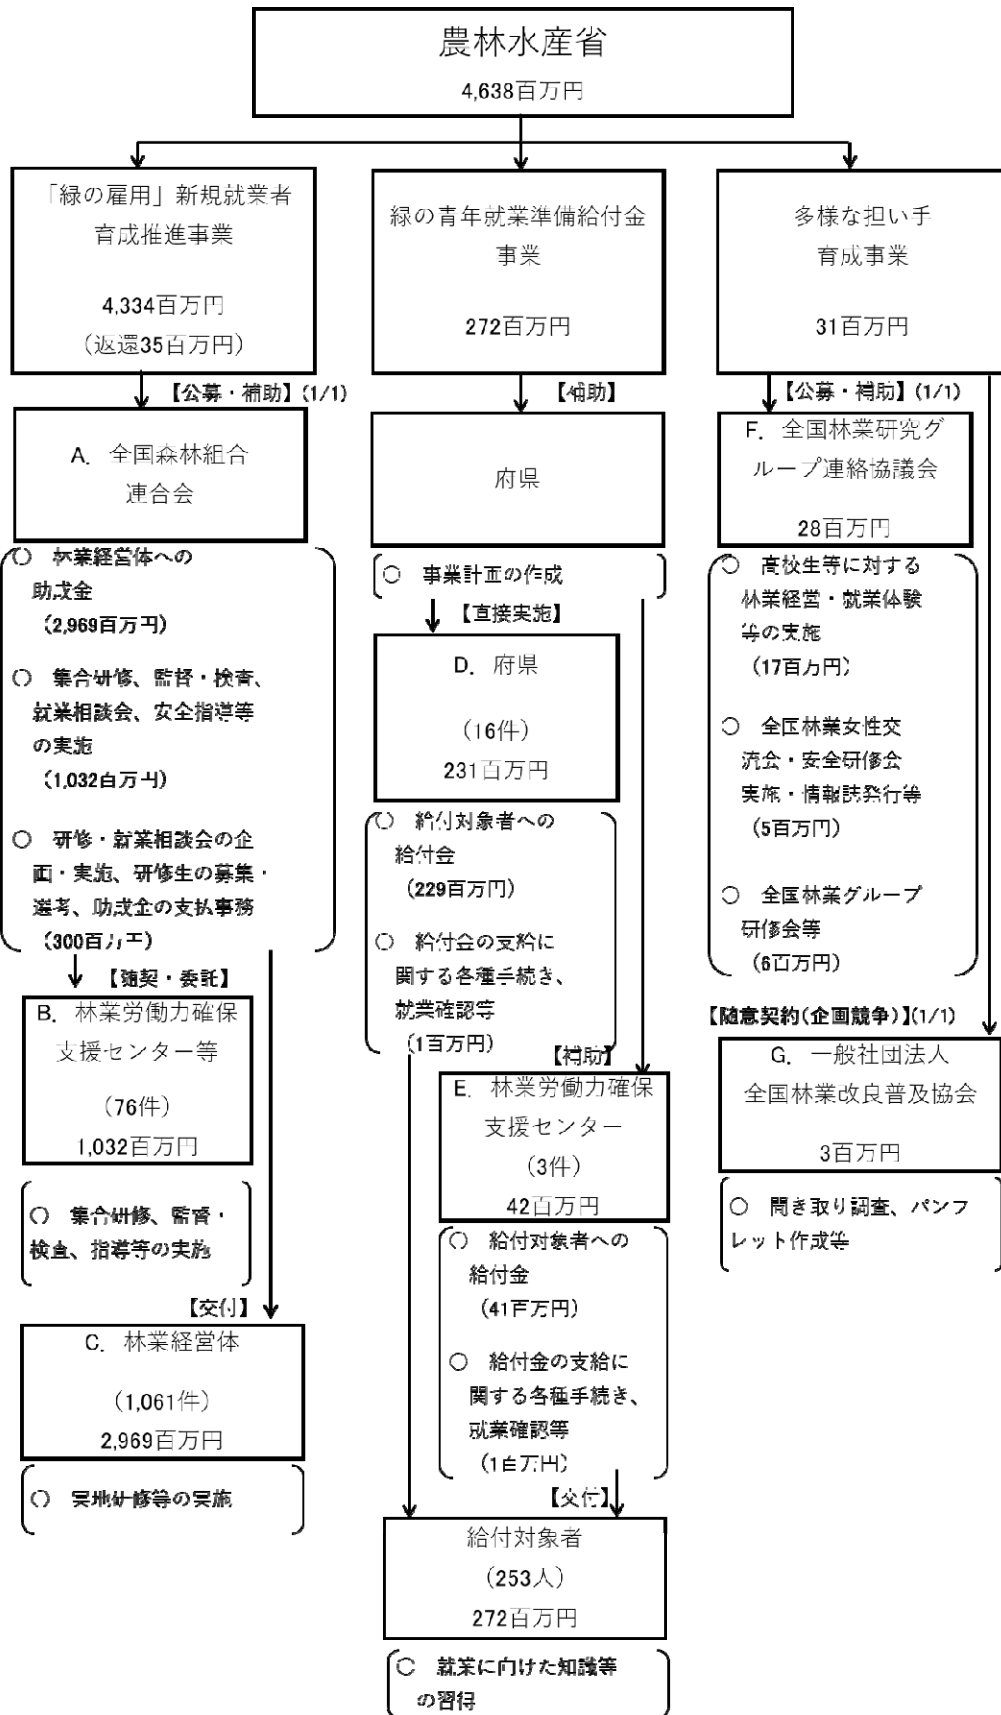 農林水産省
4,638百万円
「緑の雇用」新規就業者
育成推進事業
4,334百万円
（返還35百万円）
緑の青年就業準備給付金
事業
272百万円
多様な担い手
育成事業
31百万円
【公募・補助】(1/1)
【補助】
【公募・補助】(1/1)
A．全国森林組合
連合会
府県
F．全国林業研究グ
ループ連絡協議会
28百万円
○ 林業経営体への
助成金
（2,969百万円）
○ 集合研修、監督・検査、
就業相談会、安全指導等
の実施
（1,032百万円）
○ 研修・就業相談会の企
画・実施、研修生の募集・
選考、助成金の支払事務
（300百万円）
○ 事業計画の作成
【直接実施】
D．府県
（16件）
231百万円
○ 給付対象者への
給付金
（229百万円）
○ 給付金の支給に
関する各種手続き、
就業確認等
（1百万円）
○ 高校生等に対する
林業経営・就業体験
等の実施
（17百万円）
○ 全国林業女性交
流会・安全研修会
実施・情報誌発行等
（5百万円）
○ 全国林業グループ
研修会等
（6百万円）
【随契・委託】
B．林業労働力確保
支援センター等
（76件）
1,032百万円
○ 集合研修、監督・
検査、指導等の実施
【補助】
E．林業労働力確保
支援センター
（3件）
42百万円
○ 給付対象者への
給付金
（41百万円）
○ 給付金の支給に
関する各種手続き、
就業確認等
（1百万円）
【随意契約(企画競争)】(1/1)
G．一般社団法人
全国林業改良普及協会
3百万円
○ 聞き取り調査、パンフ
レット作成等
【交付】
C．林業経営体
（1,061件）
2,969百万円
○ 実地研修等の実施
【交付】
給付対象者
（253人）
272百万円
○ 就業に向けた知識等
の習得